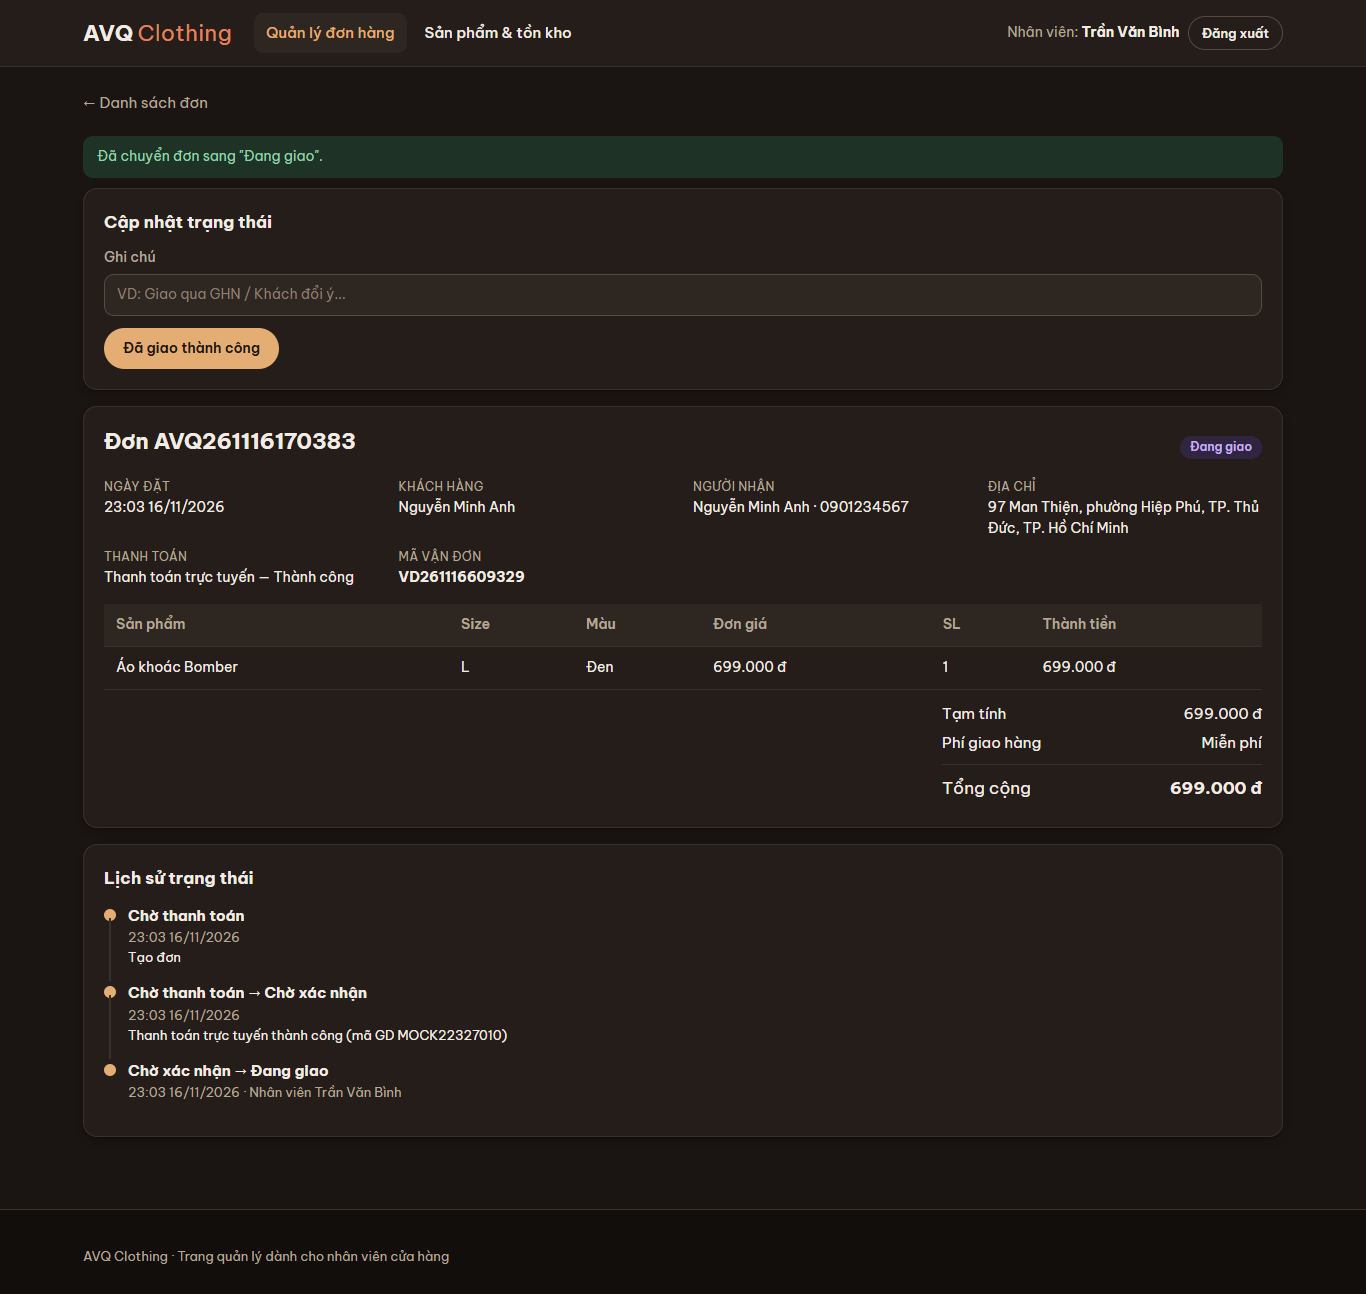 AVQ Clothing
Quản lý đơn hàng
Sản phẩm & tồn kho
Nhân viên: Trần Văn Bình
Đăng xuất
← Danh sách đơn
Đã chuyển đơn sang "Đang giao".
Cập nhật trạng thái
Ghi chú
VD: Giao qua GHN / Khách đổi ý...
Đã giao thành công
Đơn AVQ261116170383
Đang giao
NGÀY ĐẶT
23:03 16/11/2026
KHÁCH HÀNG
Nguyễn Minh Anh
NGƯỜI NHẬN
Nguyễn Minh Anh · 0901234567
ĐỊA CHỈ
97 Man Thiện, phường Hiệp Phú, TP. Thủ
Đức, TP. Hồ Chí Minh
THANH TOÁN
Thanh toán trực tuyến — Thành công
MÃ VẬN ĐƠN
VD261116609329
Sản phẩm Size Màu Đơn giá SL Thành tiền
Áo khoác Bomber L Đen 699.000 đ 1 699.000 đ
Tạm tính 699.000 đ
Phí giao hàng Miễn phí
Tổng cộng 699.000 đ
Lịch sử trạng thái
Chờ thanh toán
23:03 16/11/2026
Tạo đơn
Chờ thanh toán → Chờ xác nhận
23:03 16/11/2026
Thanh toán trực tuyến thành công (mã GD MOCK22327010)
Chờ xác nhận → Đang giao
23:03 16/11/2026 · Nhân viên Trần Văn Bình
AVQ Clothing · Trang quản lý dành cho nhân viên cửa hàng